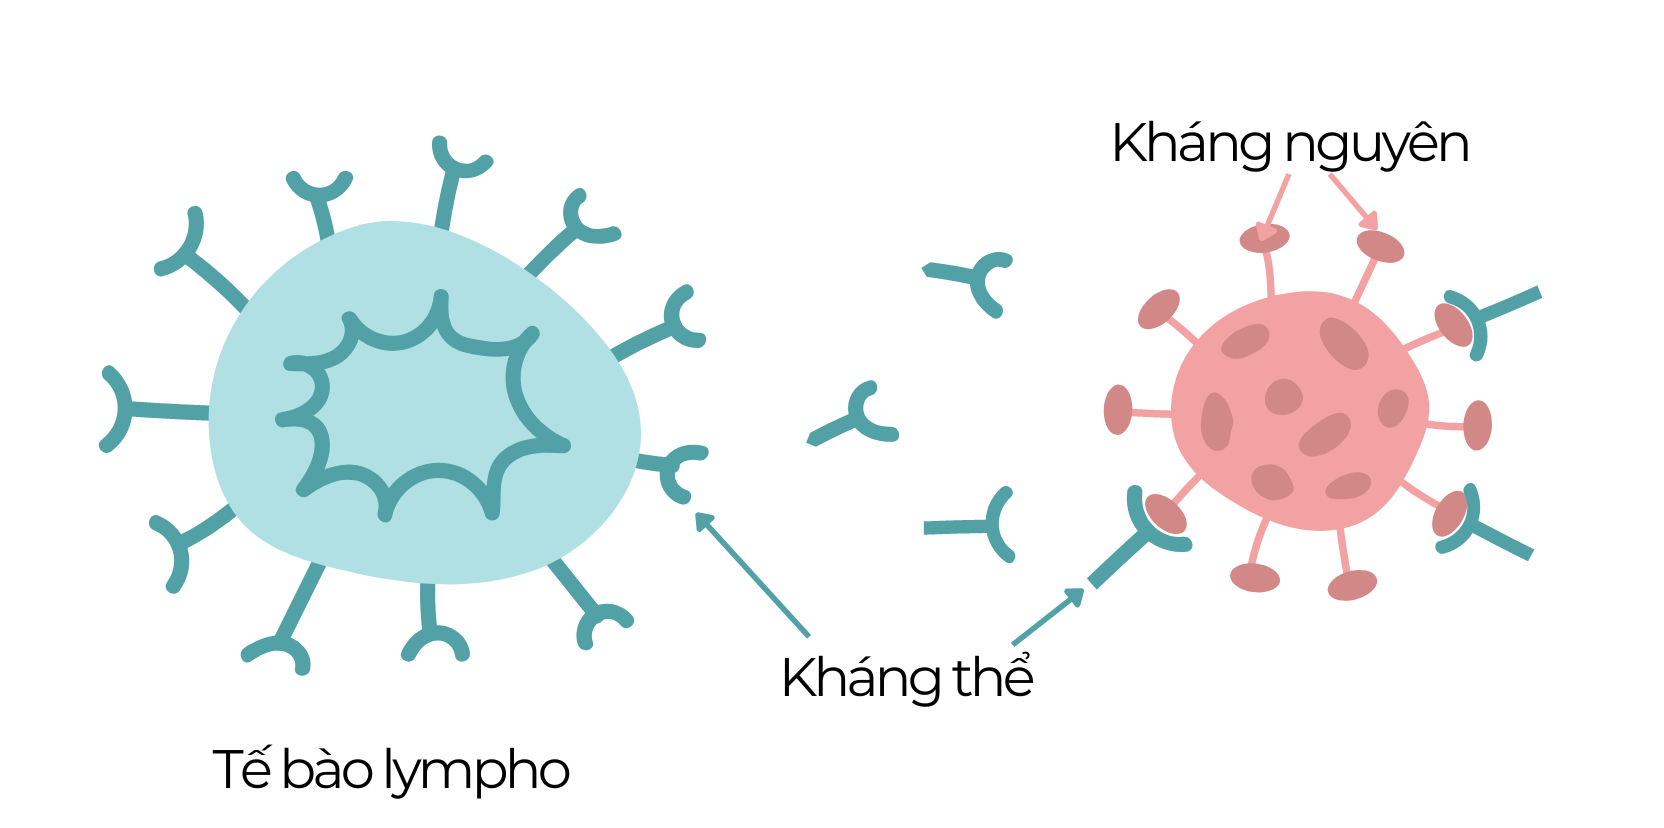 Kháng nguyên
Kháng thể
Tế bào lympho